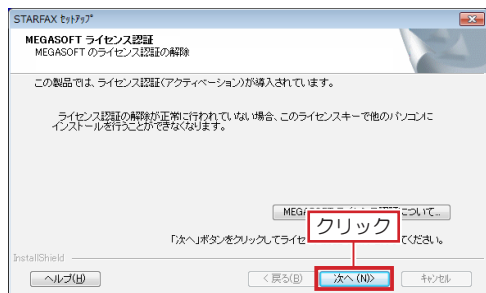 STARFAX セットアップ
MEGASOFT ライセンス認証
MEGASOFT のライセンス認証の解除
この製品では、ライセンス認証(アクティベーション)が導入されています。
ライセンス認証の解除が正常に行われていない場合、このライセンスキーで他のパソコンに
インストールを行うことができなくなります。
について...
クリック
「次へ」ボタンをクリックしてライセ てください。
InstallShield
ヘルプ(H)
< 戻る(B)
次へ (N)>
キャンセル